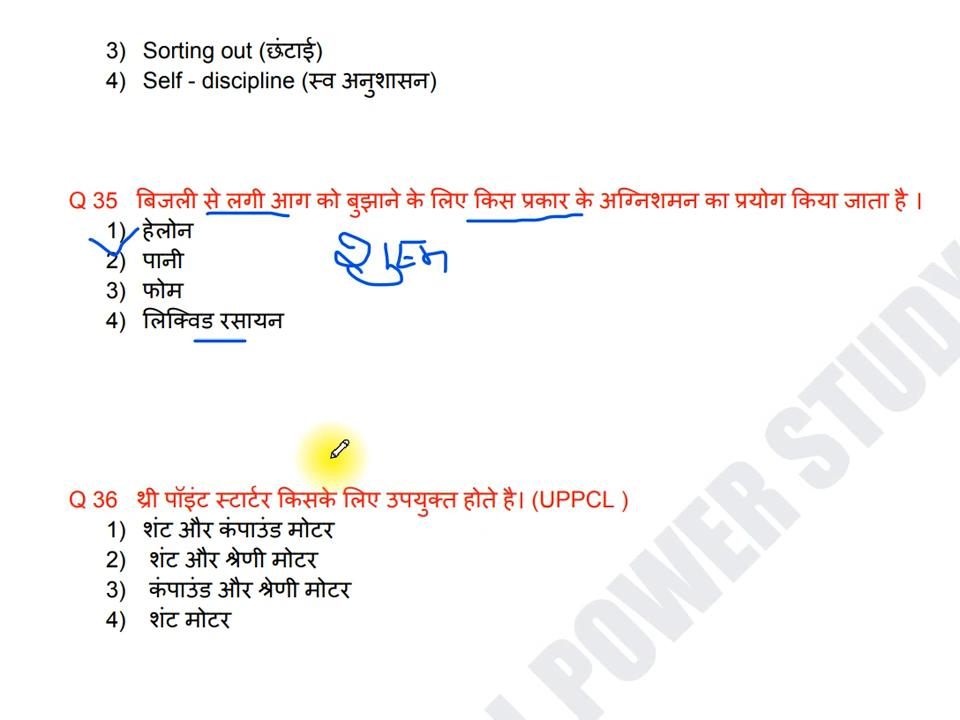 3) Sorting out (छंटाई)
4) Self - discipline (स्व अनुशासन)
Q 35 बिजली से लगी आग को बुझाने के लिए किस प्रकार के अग्निशमन का प्रयोग किया जाता है ।
1) हेलोन
2) पानी
3) फोम
4) लिक्विड रसायन
Q 36 थ्री पॉइंट स्टार्टर किसके लिए उपयुक्त होते है। (UPPCL )
1) शंट और कंपाउंड मोटर
2) शंट और श्रेणी मोटर
3) कंपाउंड और श्रेणी मोटर
4) शंट मोटर
POWER STUDY